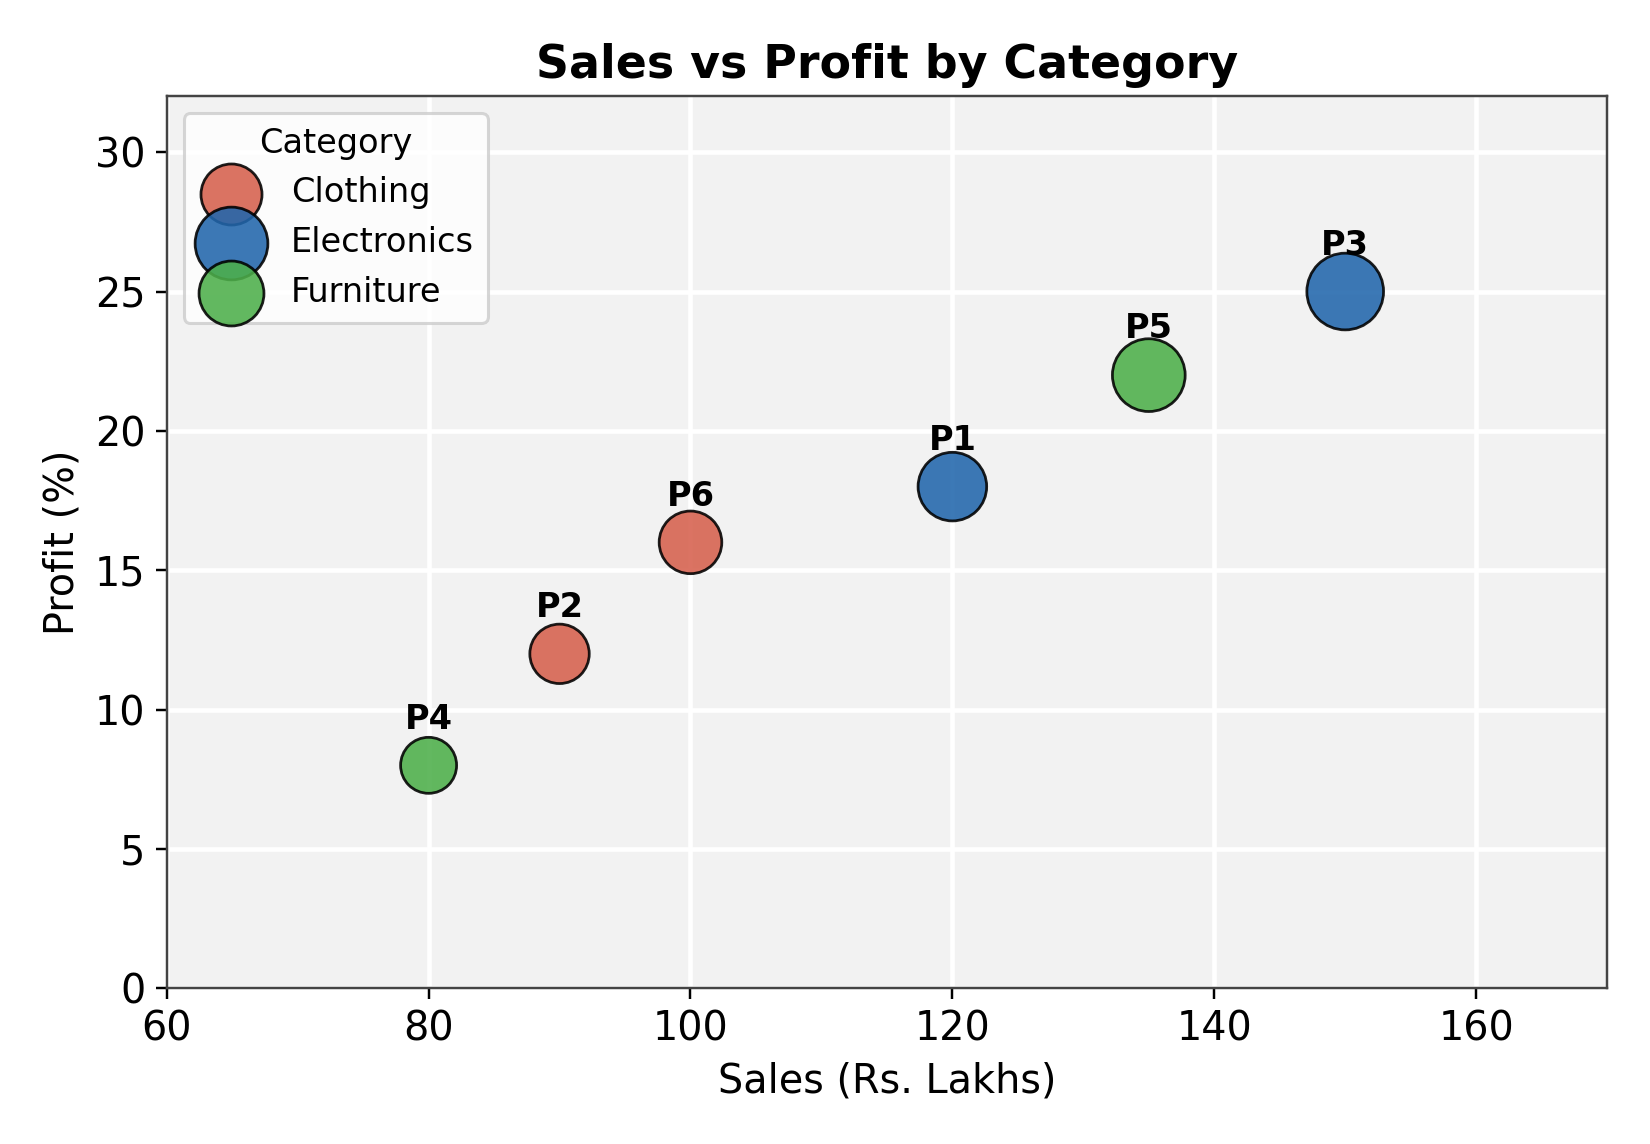 Sales vs Profit by Category
Category
Clothing
Electronics
Furniture
30
25
20
15
10
5
0
Profit (%)
P3
P5
P1
P6
P2
P4
60 80 100 120 140 160
Sales (Rs. Lakhs)